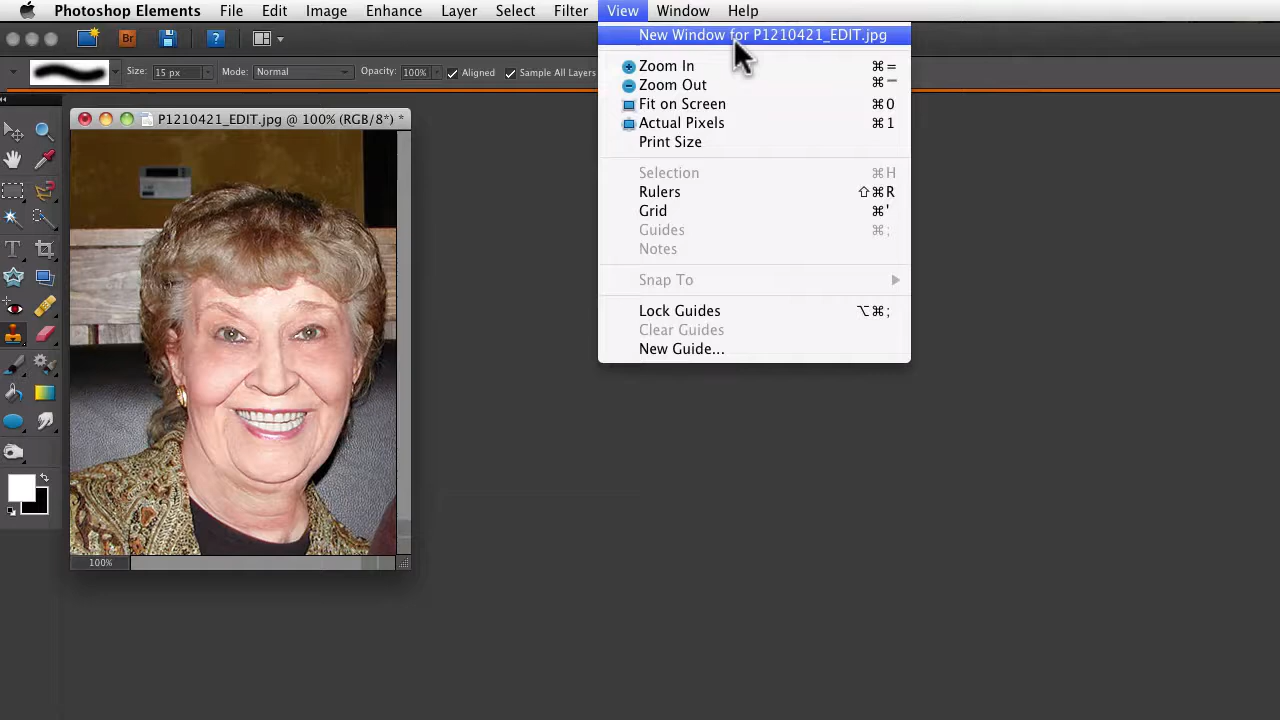 Photoshop Elements File Edit Image Enhance Layer Select Filter View Window Help
Br ?
Size: 15 px Mode: Normal Opacity: 100% Aligned Sample All Layers
P1210421_EDIT.jpg @ 100% (RGB/8*) *
100%
New Window for P1210421_EDIT.jpg
Zoom In ⌘=
Zoom Out ⌘−
Fit on Screen ⌘0
Actual Pixels ⌘1
Print Size
Selection ⌘H
Rulers ⇧⌘R
Grid ⌘'
Guides ⌘;
Notes
Snap To ▶
Lock Guides ⌥⌘;
Clear Guides
New Guide...